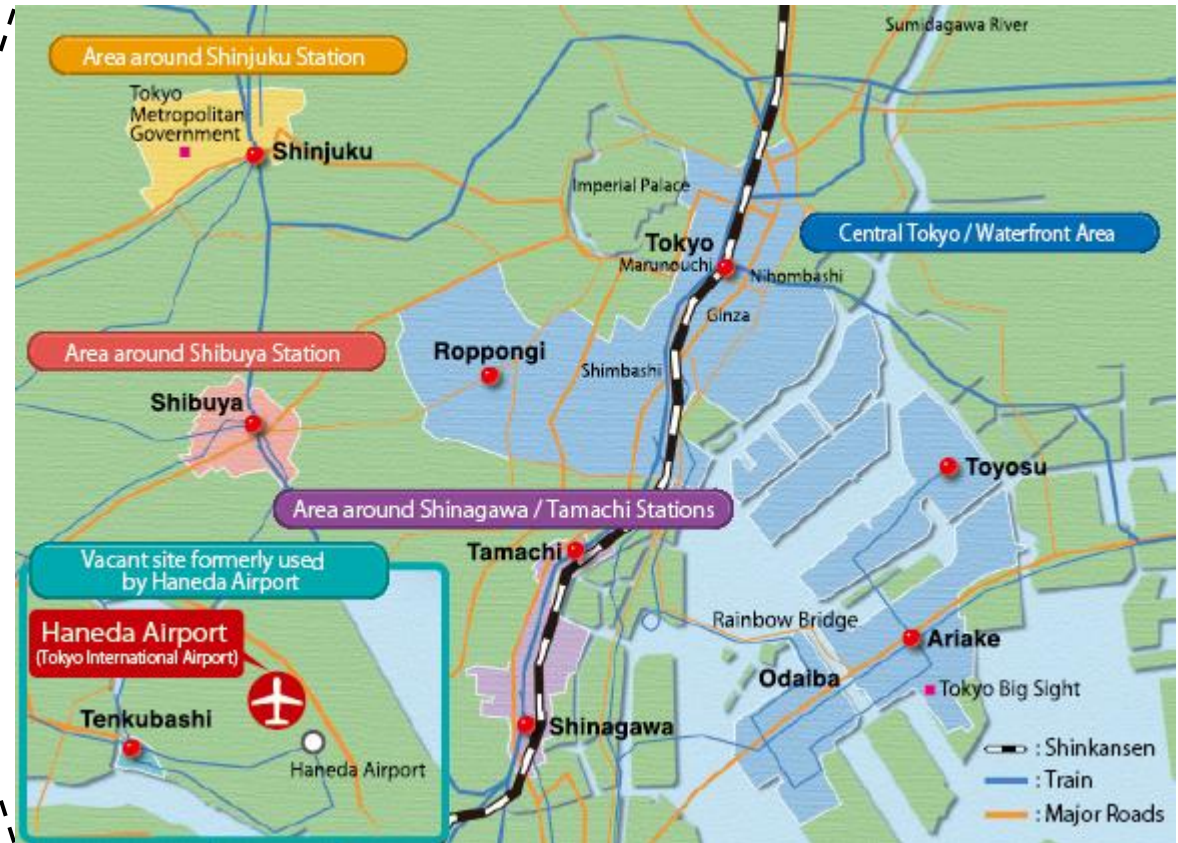 Sumidagawa River
Area around Shinjuku Station
Tokyo
Metropolitan
Government
Shinjuku
Imperial Palace
Central Tokyo / Waterfront Area
Tokyo
Marunouchi
Nihombashi
Ginza
Area around Shibuya Station
Roppongi
Shimbashi
Shibuya
Toyosu
Area around Shinagawa / Tamachi Stations
Tamachi
Vacant site formerly used
by Haneda Airport
Haneda Airport
(Tokyo International Airport)
Rainbow Bridge
Ariake
Odaiba
Tokyo Big Sight
Tenkubashi
Shinagawa
Haneda Airport
: Shinkansen
: Train
: Major Roads